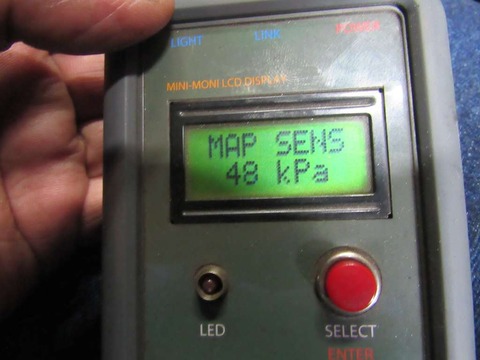 LIGHT LINK POWER
MINI-MONI LCD DISPLAY
MAP SENS
48 kPa
LED SELECT
ENTER